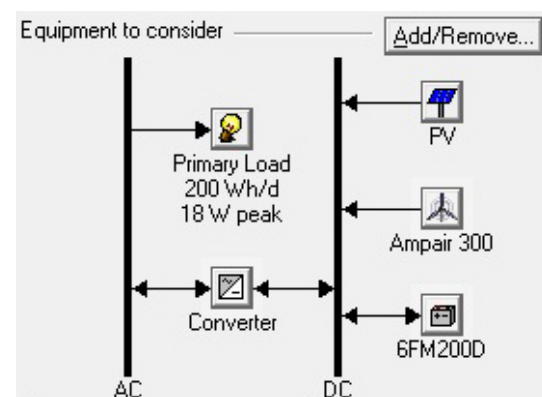 Equipment to consider
Add/Remove...
PV
Primary Load
200 Wh/d
18 W peak
Ampair 300
Converter
6FM200D
AC
DC